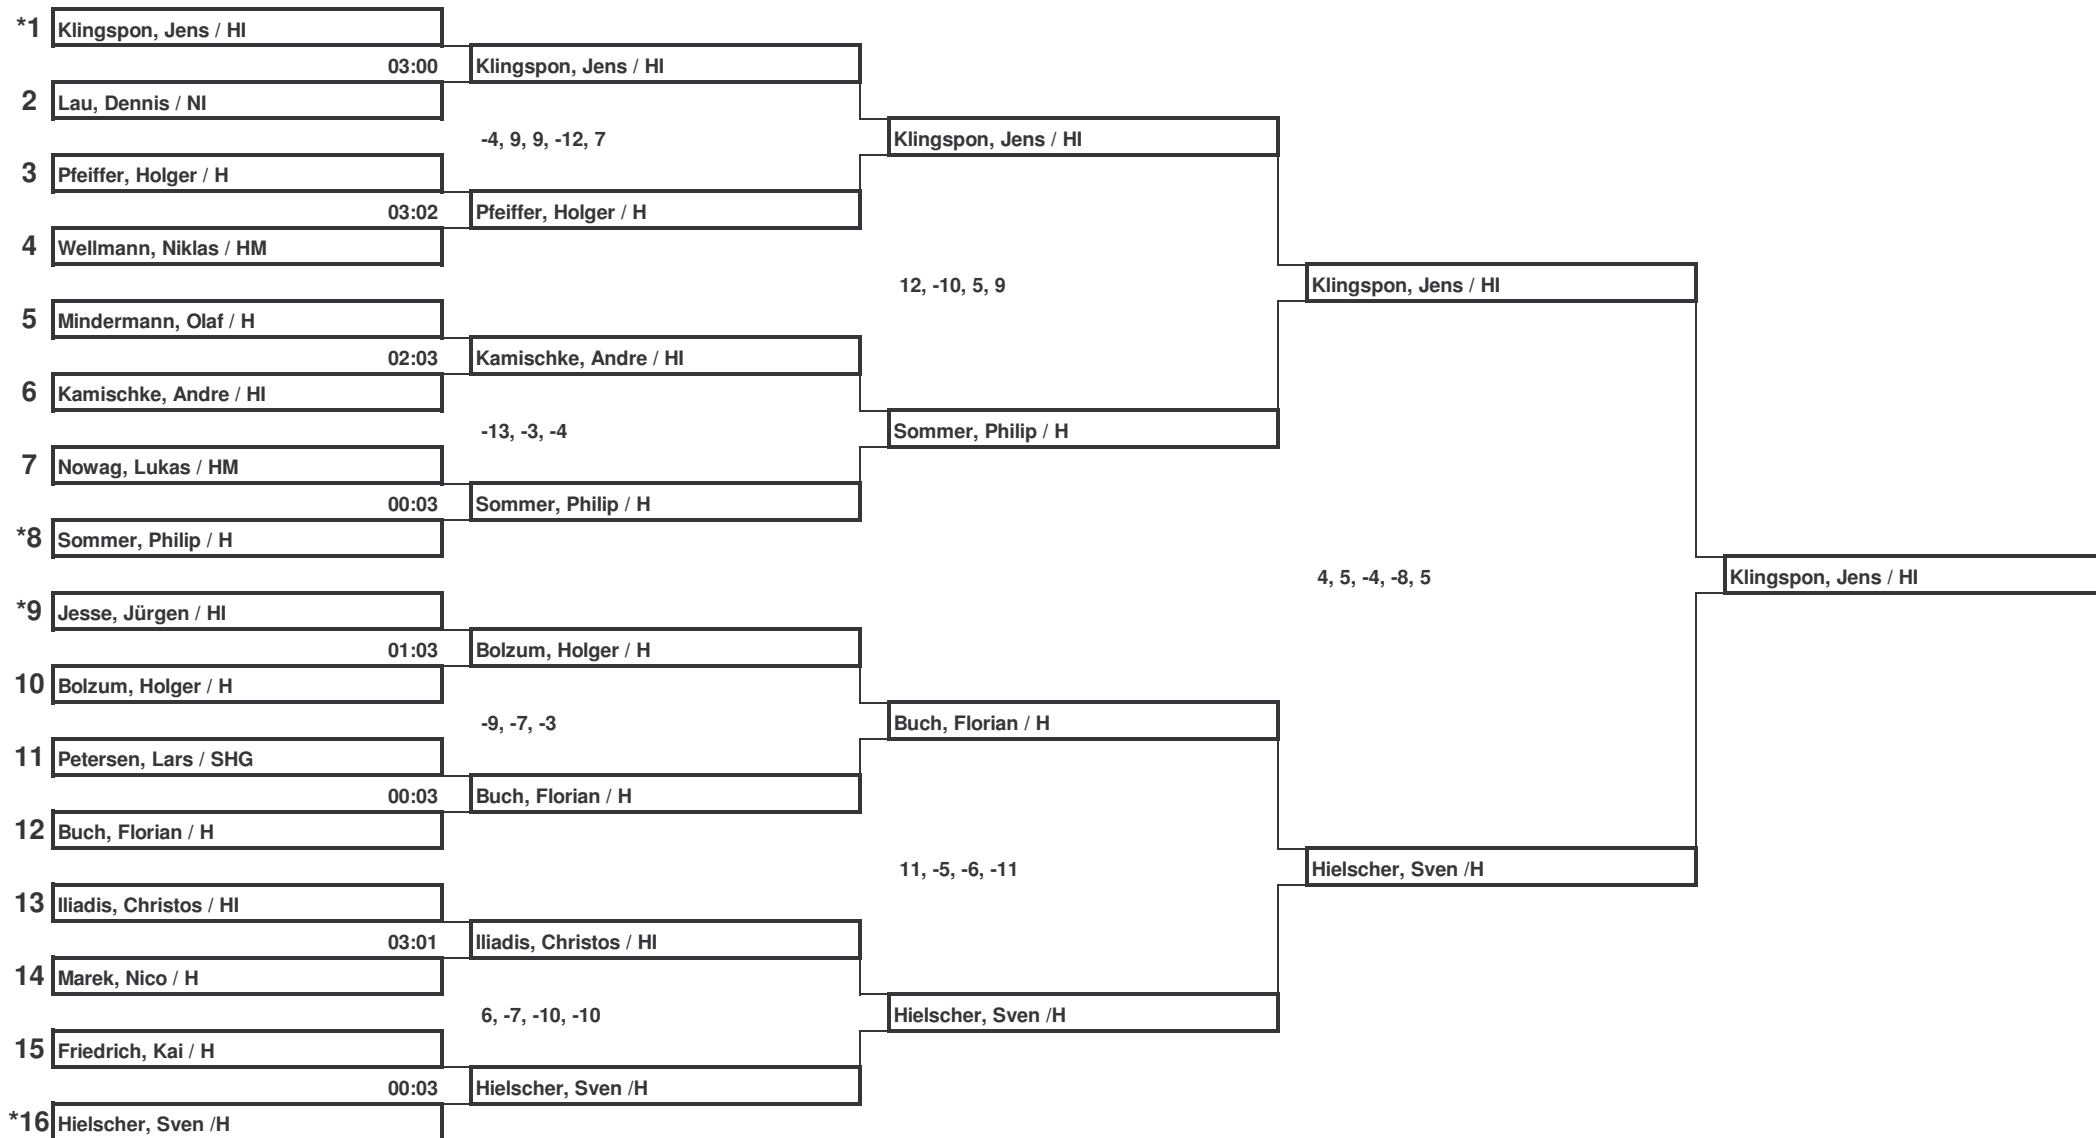 *1 Klingspon, Jens / HI
03:00 Klingspon, Jens / HI
2 Lau, Dennis / NI
-4, 9, 9, -12, 7 Klingspon, Jens / HI
3 Pfeiffer, Holger / H
03:02 Pfeiffer, Holger / H
4 Wellmann, Niklas / HM
12, -10, 5, 9 Klingspon, Jens / HI
5 Mindermann, Olaf / H
02:03 Kamischke, Andre / HI
6 Kamischke, Andre / HI
-13, -3, -4 Sommer, Philip / H
7 Nowag, Lukas / HM
00:03 Sommer, Philip / H
*8 Sommer, Philip / H
4, 5, -4, -8, 5 Klingspon, Jens / HI
*9 Jesse, Jürgen / HI
01:03 Bolzum, Holger / H
10 Bolzum, Holger / H
-9, -7, -3 Buch, Florian / H
11 Petersen, Lars / SHG
00:03 Buch, Florian / H
12 Buch, Florian / H
11, -5, -6, -11 Hielscher, Sven /H
13 Iliadis, Christos / HI
03:01 Iliadis, Christos / HI
14 Marek, Nico / H
6, -7, -10, -10 Hielscher, Sven /H
15 Friedrich, Kai / H
00:03 Hielscher, Sven /H
*16 Hielscher, Sven /H